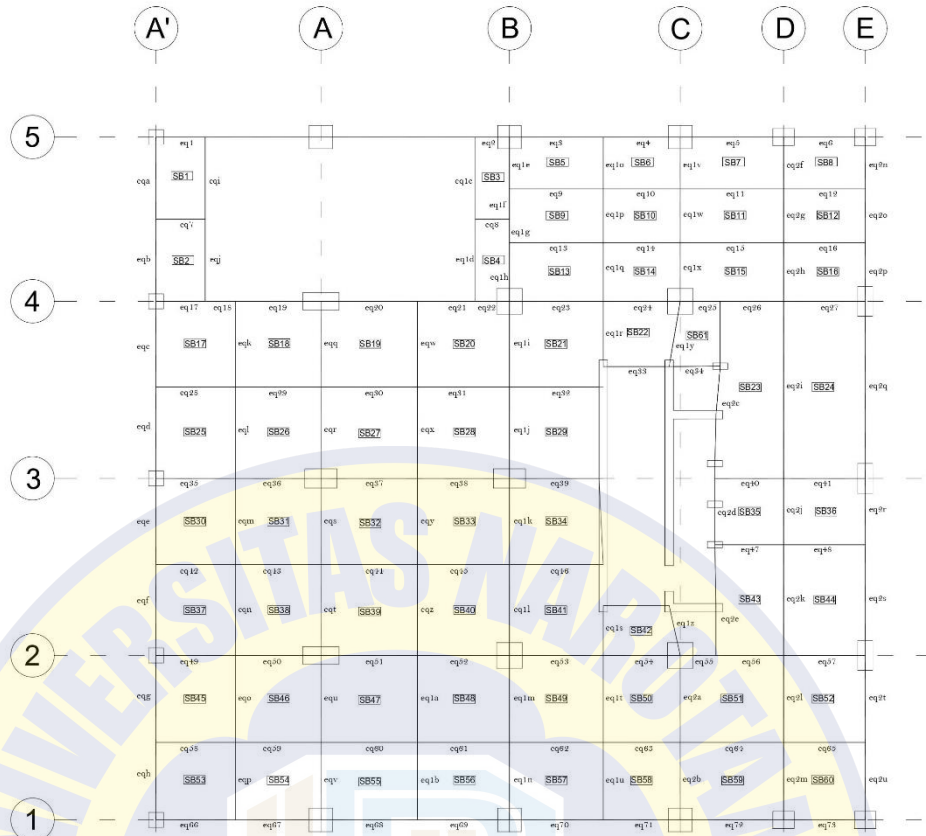 A' A B C D E
5
eq1 eq2 eq3 eq4 eq5 eq6
eq1e eq1o eq1v eq2f eq2n
SB5 SB6 SB7 SB8
eqa SB1 eqi eq1c SB3
eq9 eq10 eq11 eq12
eq1f
SB9 eq1p SB10 eq1w SB11 eq2g SB12 eq2o
eq7 eq8 eq1g
eq13 eq14 eq15 eq16
eqb SB2 eqj eq1d SB4
eq1h SB13 eq1q SB14 eq1x SB15 eq2h SB16 eq2p
4
eq17 eq18 eq19 eq20 eq21 eq22 eq23 eq24 eq25 eq26 eq27
eq1r SB22 SB61
eqc SB17 eqk SB18 eqq SB19 eqw SB20 eq1i SB21 eq1y
eq33 eq34
SB23 eq2i SB24 eq2q
eq29 eq30 eq31 eq32
eq2c
eqd SB25 eql SB26 eqr SB27 eqx SB28 eq1j SB29
3
eq35 eq36 eq37 eq38 eq39 eq40 eq41
eq2d SB35 eq2j SB36 eq2r
eqe SB30 eqm SB31 eqs SB32 eqy SB33 eq1k SB34
eq47 eq48
eq42 eq43 eq44 eq45 eq46
eqf SB37 eqn SB38 eqt SB39 eqz SB40 eq1l SB41 SB43 eq2k SB44 eq2s
eq1s SB42 eq1z eq2e
2
eq49 eq50 eq51 eq52 eq53 eq54 eq55 eq56 eq57
eqg SB45 eqo SB46 equ SB47 eq1a SB48 eq1m SB49 eq1t SB50 eq2a SB51 eq2l SB52 eq2t
eq58 eq59 eq60 eq61 eq62 eq63 eq64 eq65
eqh SB53 eqp SB54 eqv SB55 eq1b SB56 eq1n SB57 eq1u SB58 eq2b SB59 eq2m SB60 eq2u
1
eq66 eq67 eq68 eq69 eq70 eq71 eq72 eq73
UNIVERSITAS NAROTAMA